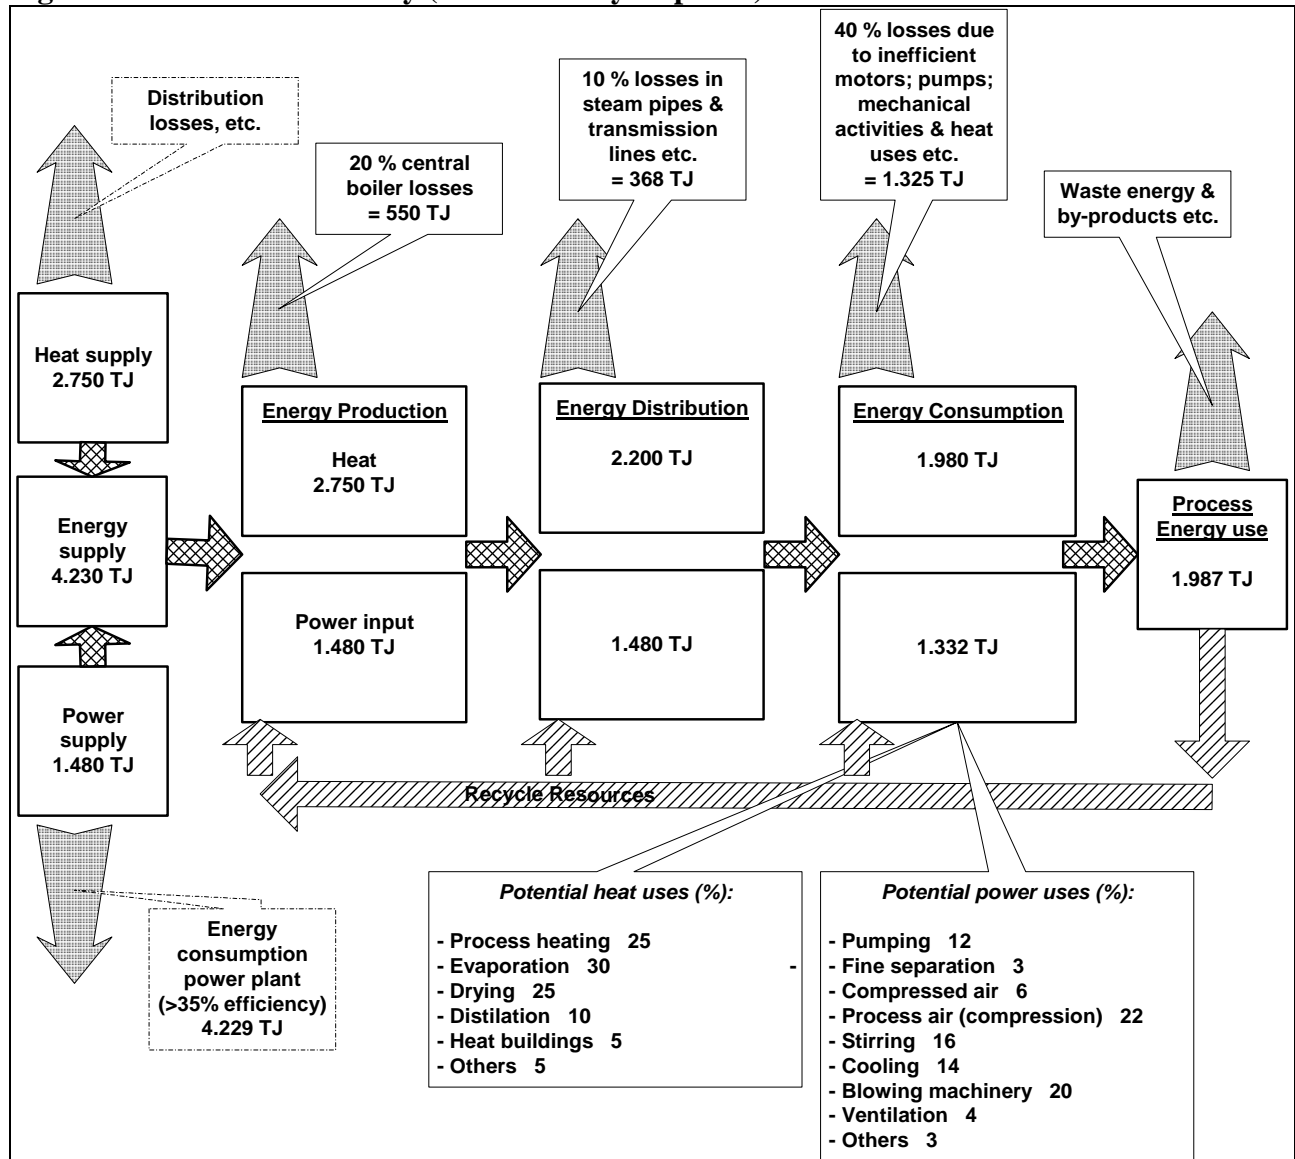 Distribution
losses, etc.
20 % central
boiler losses
= 550 TJ
10 % losses in
steam pipes &
transmission
lines etc.
= 368 TJ
40 % losses due
to inefficient
motors; pumps;
mechanical
activities & heat
uses etc.
= 1.325 TJ
Waste energy &
by-products etc.
Heat supply
2.750 TJ
Energy
supply
4.230 TJ
Power
supply
1.480 TJ
Energy Production
Heat
2.750 TJ
Power input
1.480 TJ
Energy Distribution
2.200 TJ
1.480 TJ
Energy Consumption
1.980 TJ
1.332 TJ
Process
Energy use
1.987 TJ
Recycle Resources
Energy
consumption
power plant
(>35% efficiency)
4.229 TJ
Potential heat uses (%):
- Process heating 25
- Evaporation 30 -
- Drying 25
- Distilation 10
- Heat buildings 5
- Others 5
Potential power uses (%):
- Pumping 12
- Fine separation 3
- Compressed air 6
- Process air (compression) 22
- Stirring 16
- Cooling 14
- Blowing machinery 20
- Ventilation 4
- Others 3